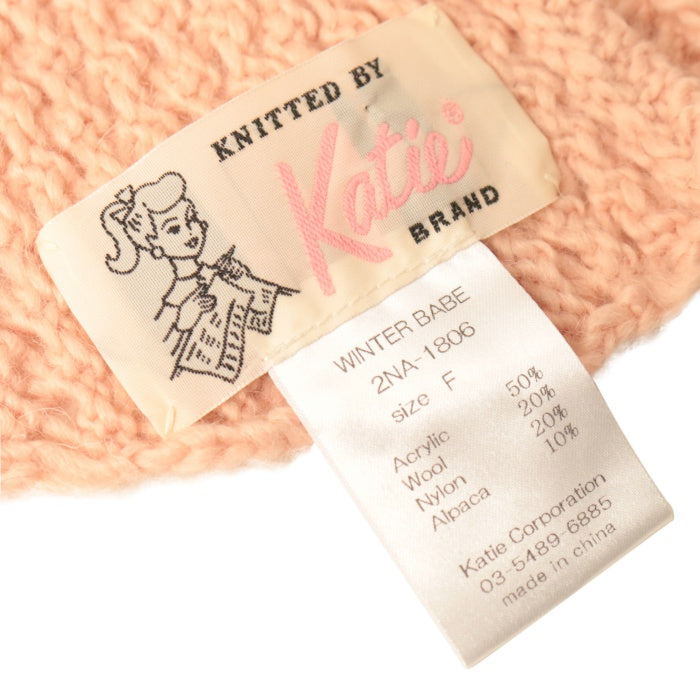 KNITTED BY
Katie®
BRAND
WINTER BABE
2NA-1806
size F
Acrylic 50%
Wool 20%
Nylon 20%
Alpaca 10%
Katie Corporation
03-5489-6885
made in china